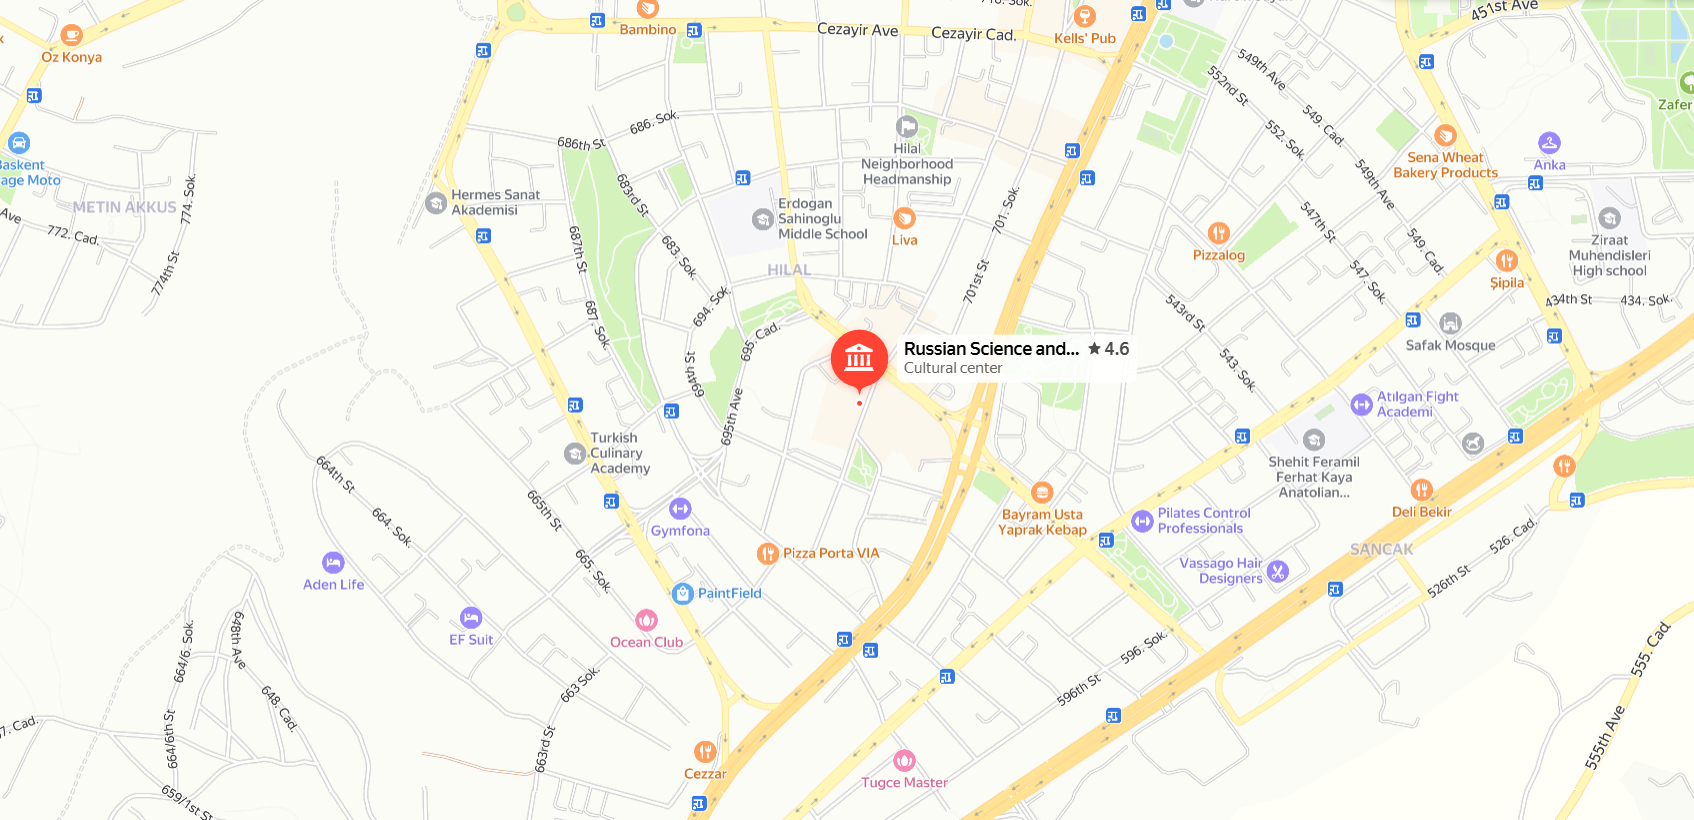 Oz Konya
Bambino
Cezayir Ave
Cezayir Cad.
Kells' Pub
451st Ave
549th Ave
552nd St
549. Cad.
552. Sok.
549th Ave
Zafer
Baskent
age Moto
METIN AKKUS
774. Sok.
Ave
772. Cad.
774th St
686. Sok.
686th St
Hermes Sanat
Akademisi
683rd St
683. Sok.
687th St
687. Sok.
694. Sok.
694th St
695. Cad.
695th Ave
Erdogan
Sahinoglu
Middle School
HILAL
Hilal
Neighborhood
Headmanship
Liva
701. Sok.
701st St
Sena Wheat
Bakery Products
Anka
Pizzalog
547th St
547. Sok.
549. Cad.
Ziraat
Muhendisleri
High school
Şipila
434th St
434. Sok.
543rd St
543. Sok.
Safak Mosque
Russian Science and... ★ 4.6
Cultural center
Atılgan Fight
Academi
Shehit Feramil
Ferhat Kaya
Anatolian...
Deli Bekir
Turkish
Culinary
Academy
664th St
664. Sok.
665th St
665. Sok.
Gymfona
Pizza Porta VIA
PaintField
Bayram Usta
Yaprak Kebap
Pilates Control
Professionals
Vassago Hair
Designers
SANCAK
526. Cad.
526th St
Aden Life
EF Suit
Ocean Club
663 Sok.
663rd St
664/6. Sok.
664/6th St
648th Ave
648. Cad.
7. Cad.
659/1st St
Cezzar
Tugce Master
596. Sok.
596th St
555. Cad
555th Ave